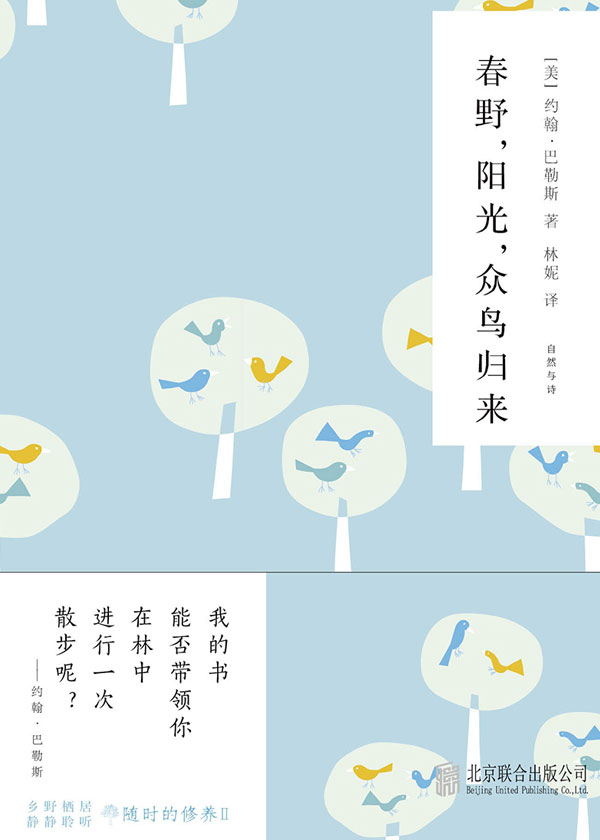 春野，阳光，众鸟归来
[美]约翰·巴勒斯 著 林妮 译
自然与诗
我的书
能否带领你
在林中
进行一次
散步呢？
——约翰·巴勒斯
乡野栖居
静静聆听
随时的修养II
北京联合出版公司
Beijing United Publishing Co.,Ltd.